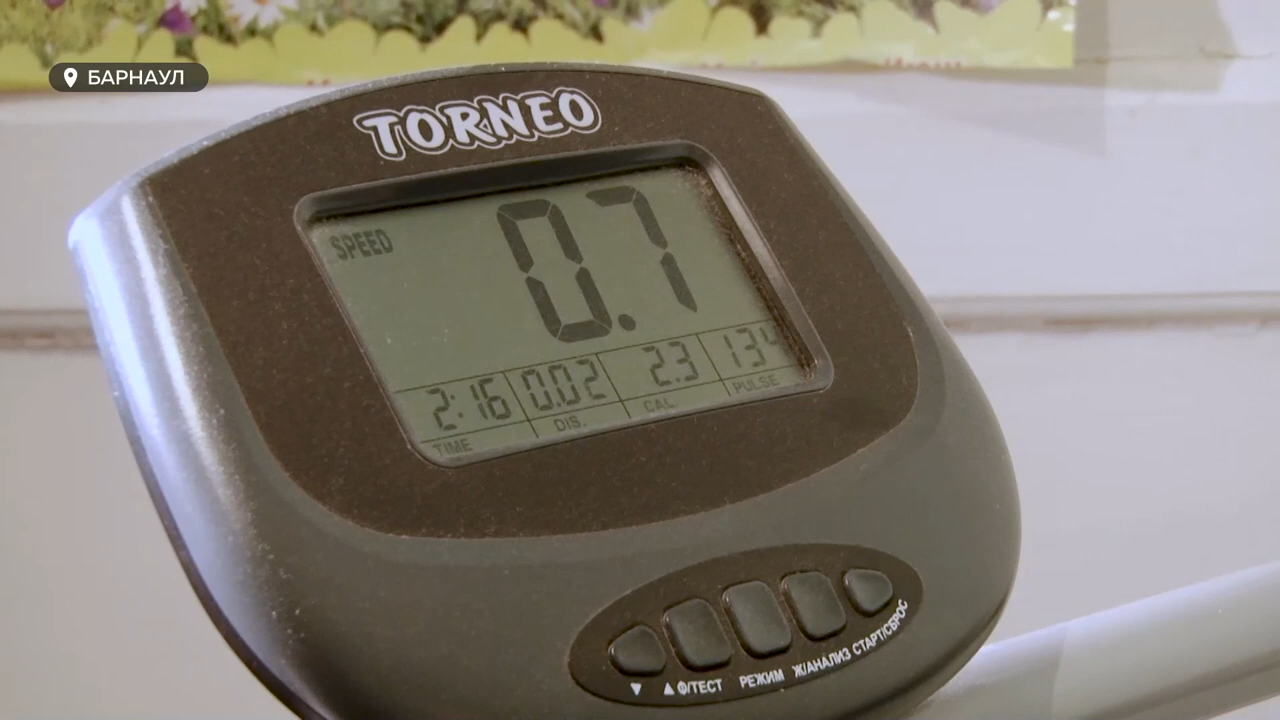 БАРНАУЛ
TORNEO
SPEED
0.7
2:16 0.02 2.3 134
TIME DIS. CAL PULSE
▼ ▲ Ф/ТЕСТ РЕЖИМ Ж/АНАЛИЗ СТАРТ/СБРОС